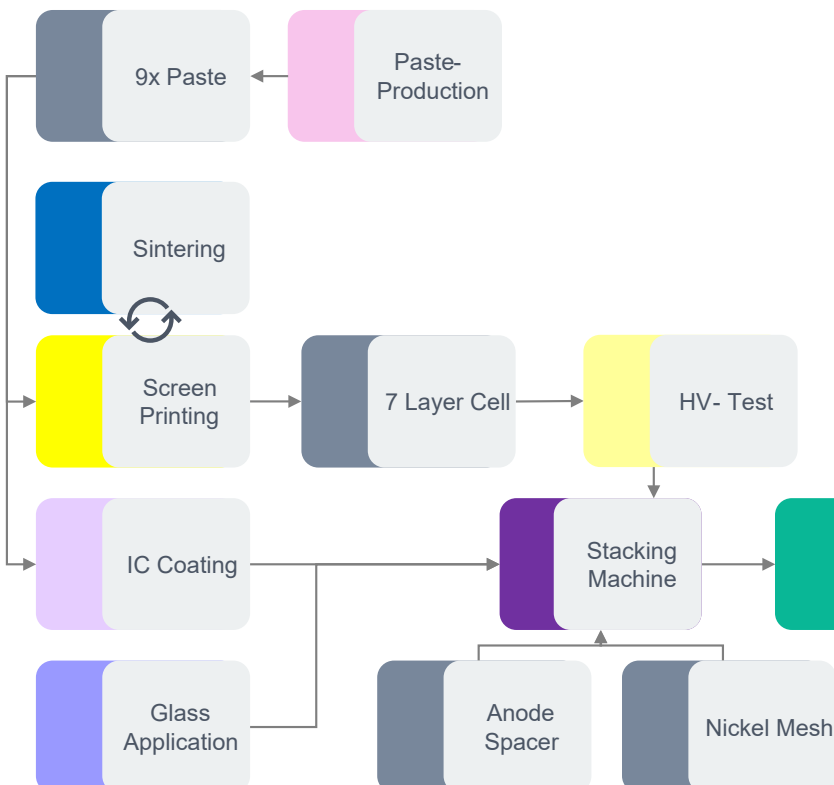 9x Paste
Paste-
Production
Sintering
Screen
Printing
7 Layer Cell
HV- Test
IC Coating
Stacking
Machine
Glass
Application
Anode
Spacer
Nickel Mesh